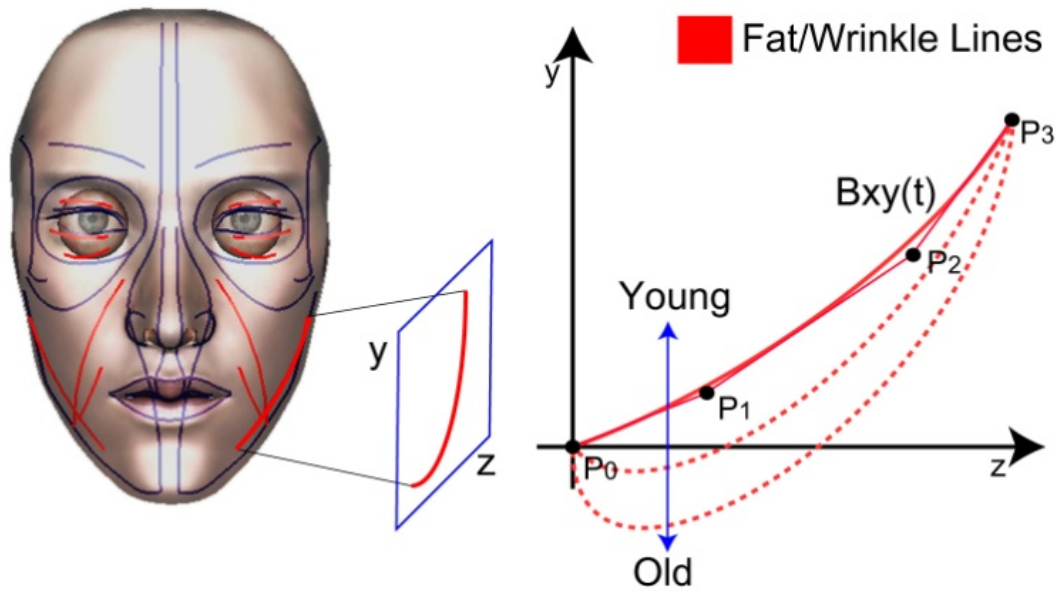 Fat/Wrinkle Lines
y
P3
Bxy(t)
P2
Young
y
P1
z
P0
z
Old